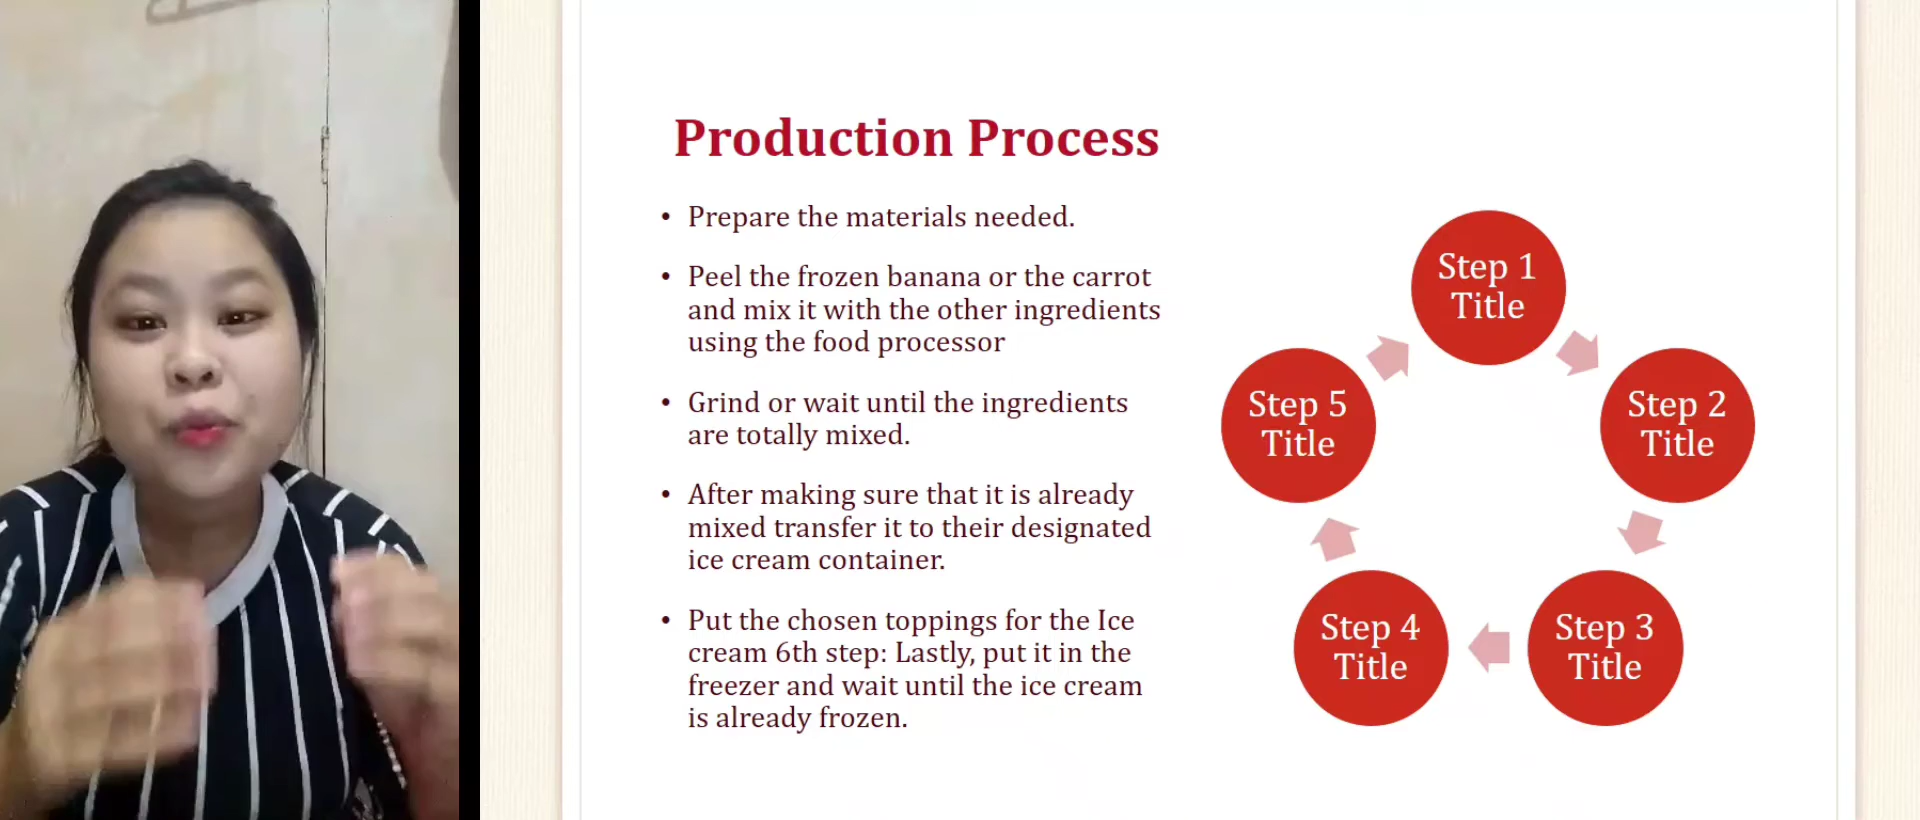 Production Process
• Prepare the materials needed.
• Peel the frozen banana or the carrot
and mix it with the other ingredients
using the food processor
• Grind or wait until the ingredients
are totally mixed.
• After making sure that it is already
mixed transfer it to their designated
ice cream container.
• Put the chosen toppings for the Ice
cream 6th step: Lastly, put it in the
freezer and wait until the ice cream
is already frozen.
Step 1
Title
Step 2
Title
Step 3
Title
Step 4
Title
Step 5
Title